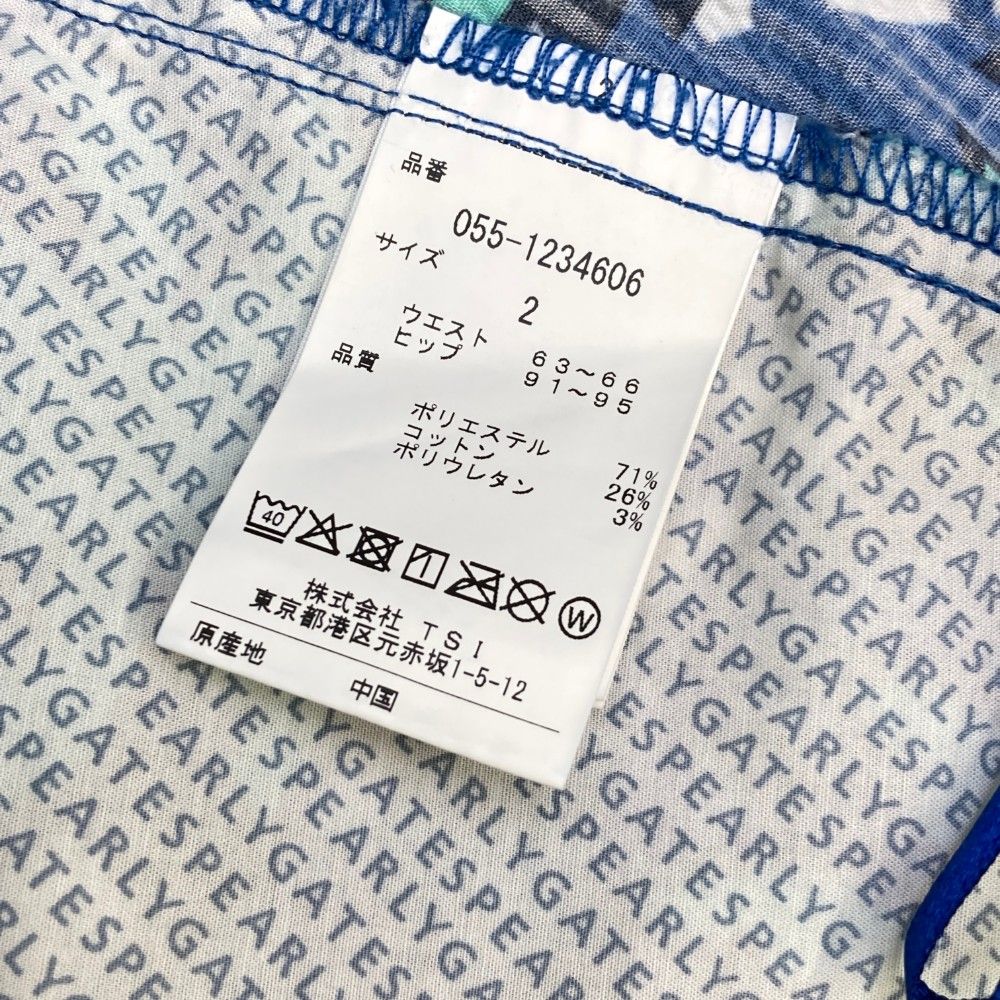 品番
055-1234606
サイズ
2
ウエスト 63～66
ヒップ 91～95
品質
ポリエステル 71%
コットン 26%
ポリウレタン 3%
40
W
株式会社 TSI
東京都港区元赤坂1-5-12
原産地
中国
PEARLYGATES